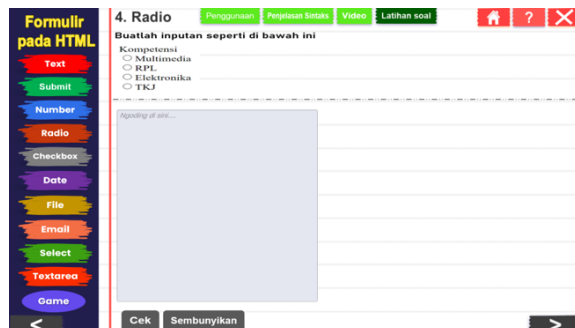 Formulir
pada HTML
Text
Submit
Number
Radio
Checkbox
Date
File
Email
Select
Textarea
Game
<
4. Radio
Penggunaan
Penjelasan Sintaks
Video
Latihan soal
?
Buatlah inputan seperti di bawah ini
Kompetensi
Multimedia
RPL
Elektronika
TKJ
Ngoding di sini....
Cek
Sembunyikan
>